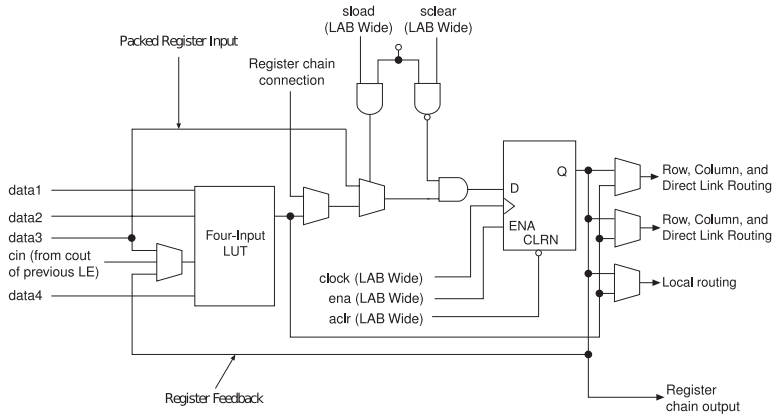 sload
(LAB Wide)
sclear
(LAB Wide)
Packed Register Input
Register chain
connection
data1
data2
data3
cin (from cout
of previous LE)
data4
Four-Input
LUT
Q
D
ENA
CLRN
clock (LAB Wide)
ena (LAB Wide)
aclr (LAB Wide)
Row, Column, and
Direct Link Routing
Row, Column, and
Direct Link Routing
Local routing
Register Feedback
Register
chain output